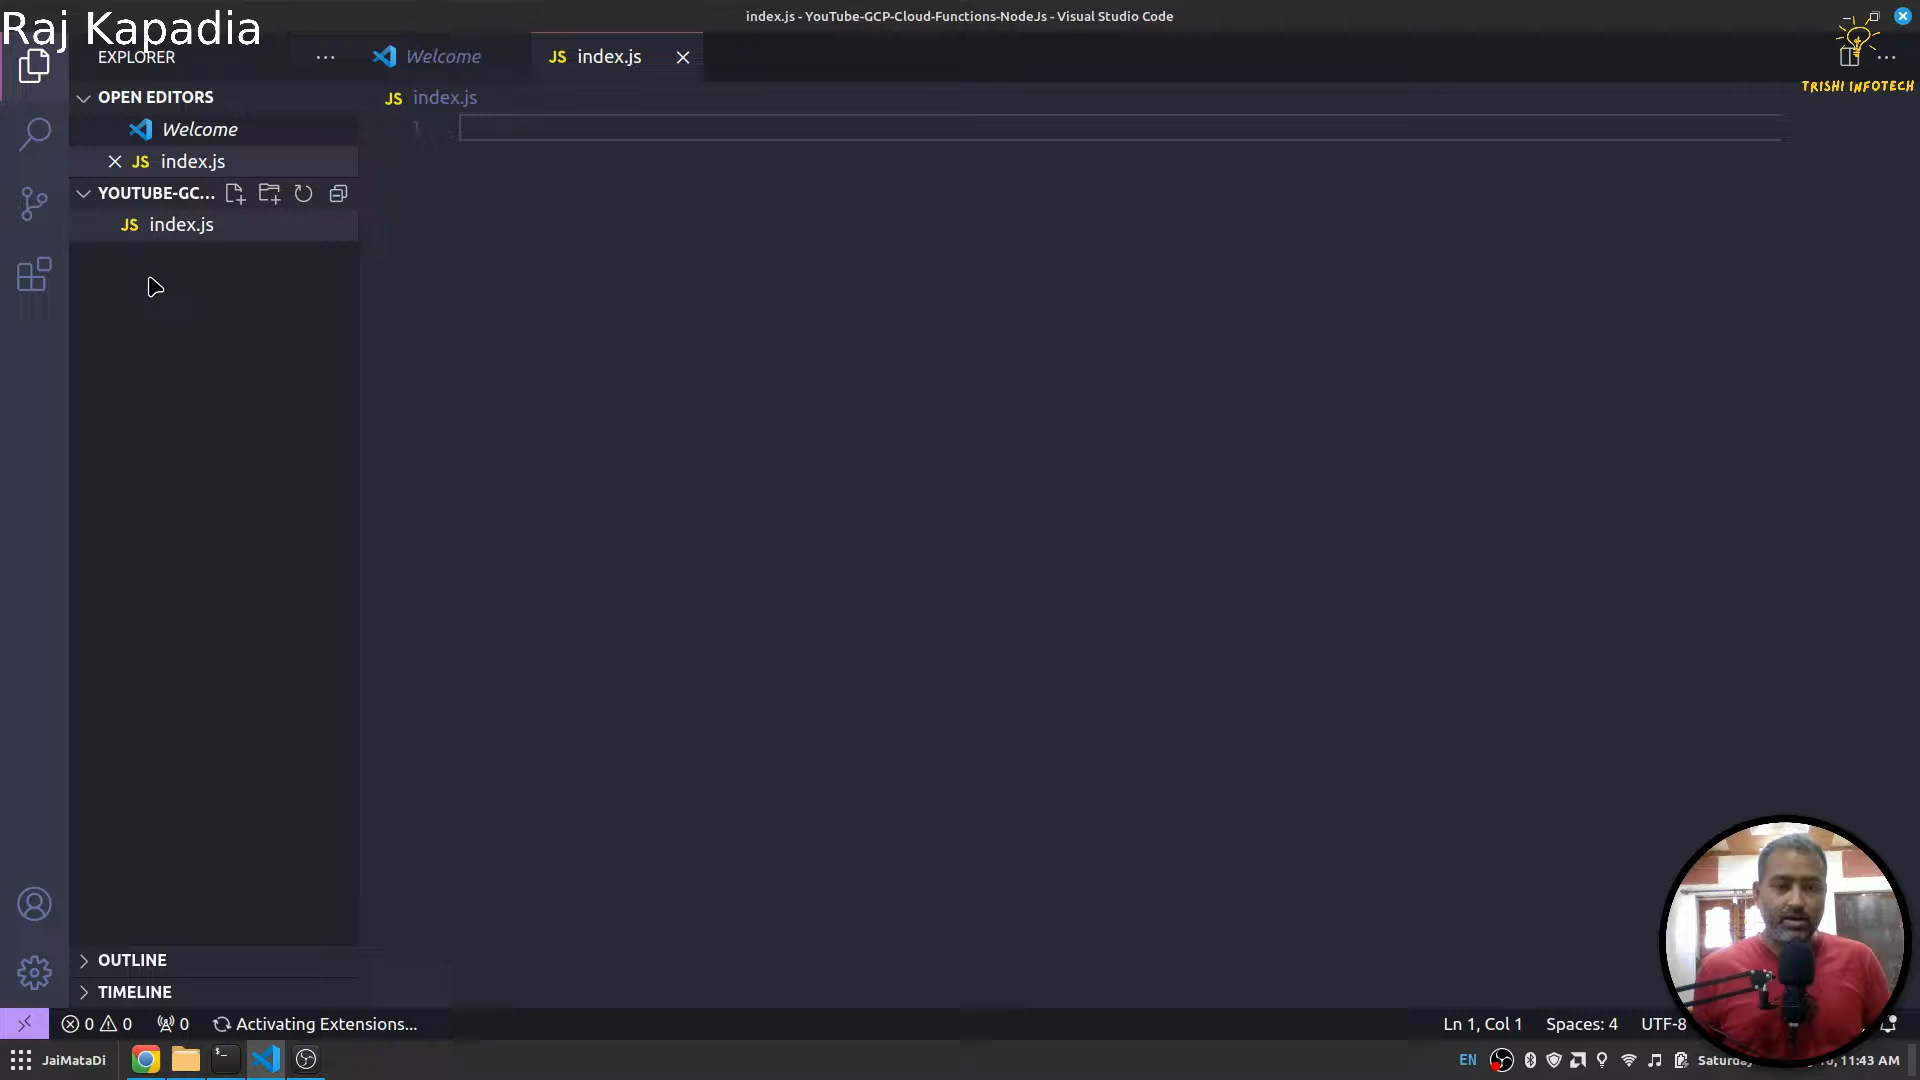 index.js - YouTube-GCP-Cloud-Functions-NodeJs - Visual Studio Code
Raj Kapadia
EXPLORER
Welcome
JS index.js
TRISHI INFOTECH
OPEN EDITORS
JS index.js
Welcome
JS index.js
YOUTUBE-GC...
JS index.js
OUTLINE
TIMELINE
0 0 0 Activating Extensions...
Ln 1, Col 1 Spaces: 4 UTF-8
JaiMataDi
EN
11:43 AM